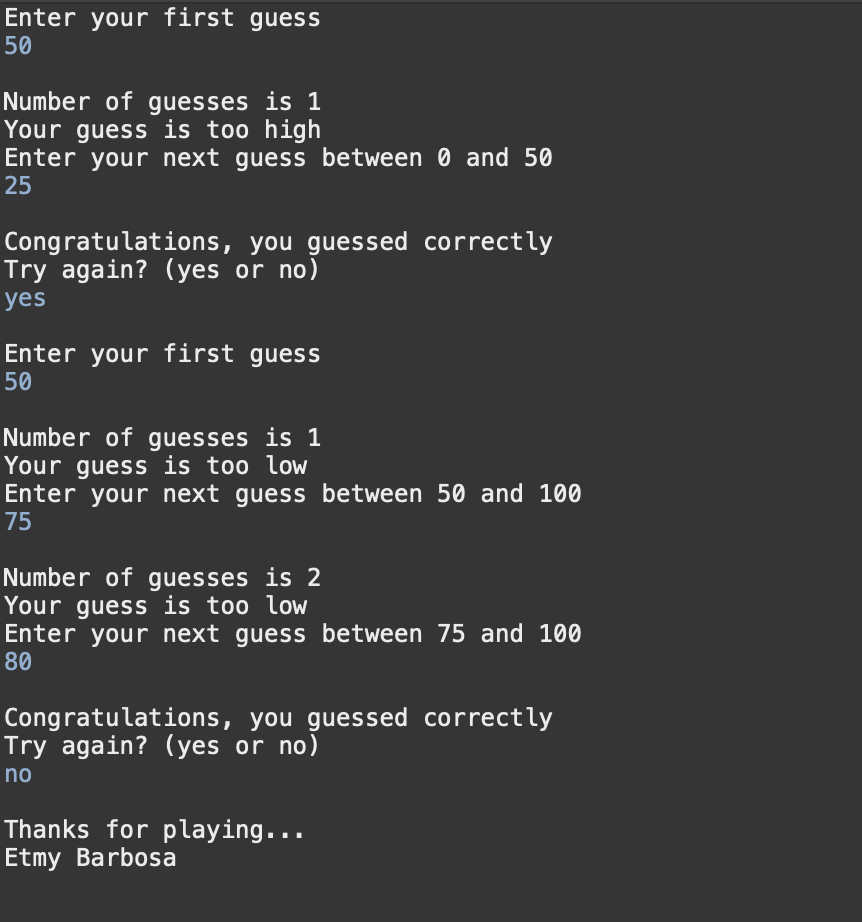 Enter your first guess
50
Number of guesses is 1
Your guess is too high
Enter your next guess between 0 and 50
25
Congratulations, you guessed correctly
Try again? (yes or no)
yes
Enter your first guess
50
Number of guesses is 1
Your guess is too low
Enter your next guess between 50 and 100
75
Number of guesses is 2
Your guess is too low
Enter your next guess between 75 and 100
80
Congratulations, you guessed correctly
Try again? (yes or no)
no
Thanks for playing...
Etmy Barbosa